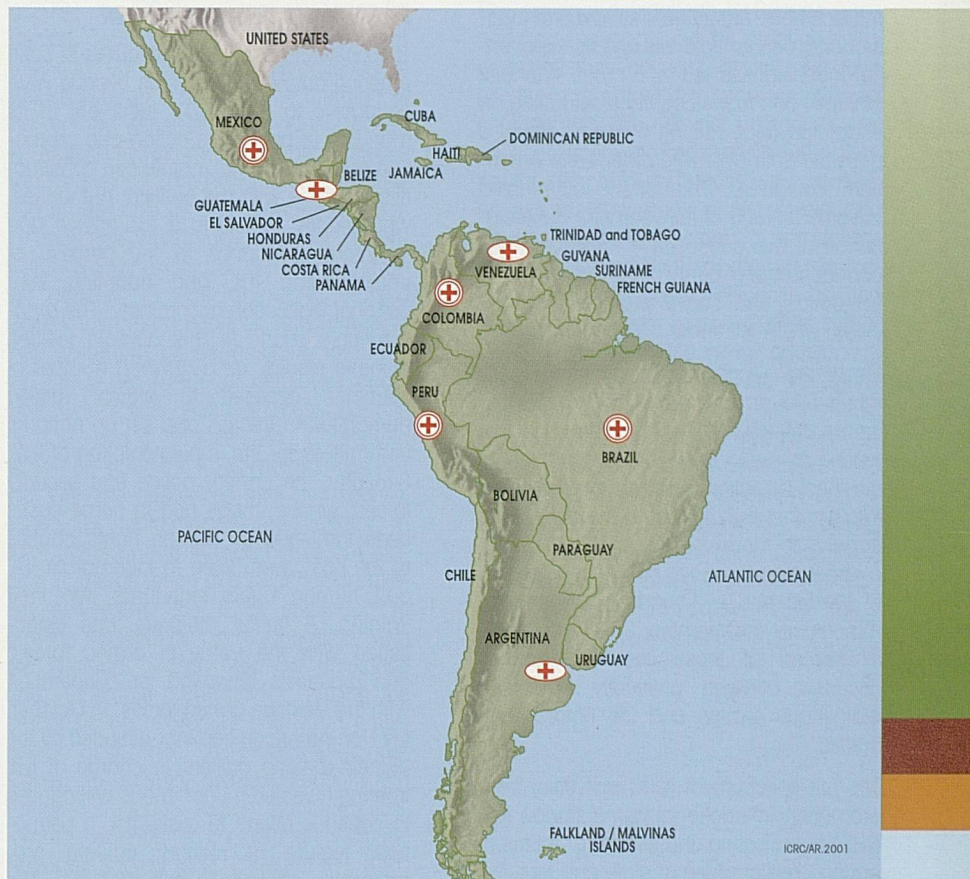 UNITED STATES
MEXICO
CUBA
DOMINICAN REPUBLIC
HAITI
JAMAICA
BELIZE
GUATEMALA
EL SALVADOR
HONDURAS
NICARAGUA
COSTA RICA
PANAMA
TRINIDAD and TOBAGO
GUYANA
VENEZUELA
SURINAME
FRENCH GUIANA
COLOMBIA
ECUADOR
PERU
BRAZIL
BOLIVIA
PACIFIC OCEAN
PARAGUAY
CHILE
ATLANTIC OCEAN
ARGENTINA
URUGUAY
FALKLAND / MALVINAS
ISLANDS
ICRC/AR.2001